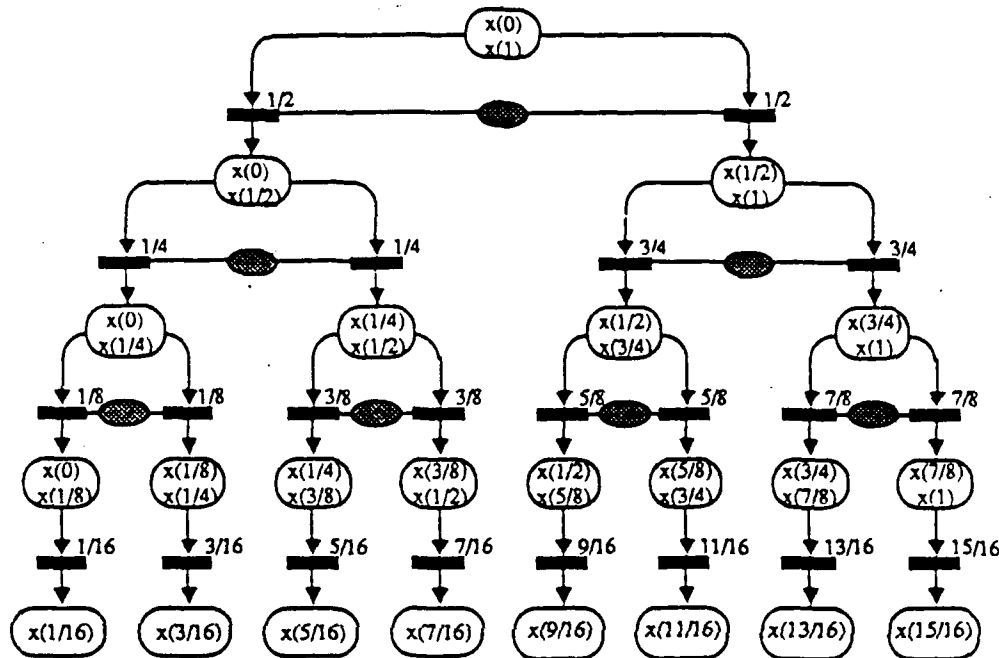 x(0)
x(1)
1/2 1/2
x(0) x(1/2)
x(1/2) x(1)
1/4 1/4 3/4 3/4
x(0) x(1/4) x(1/2) x(3/4)
x(1/4) x(1/2) x(3/4) x(1)
1/8 1/8 3/8 3/8 5/8 5/8 7/8 7/8
x(0) x(1/8) x(1/4) x(3/8) x(1/2) x(5/8) x(3/4) x(7/8)
x(1/8) x(1/4) x(3/8) x(1/2) x(5/8) x(3/4) x(7/8) x(1)
1/16 3/16 5/16 7/16 9/16 11/16 13/16 15/16
x(1/16) x(3/16) x(5/16) x(7/16) x(9/16) x(11/16) x(13/16) x(15/16)